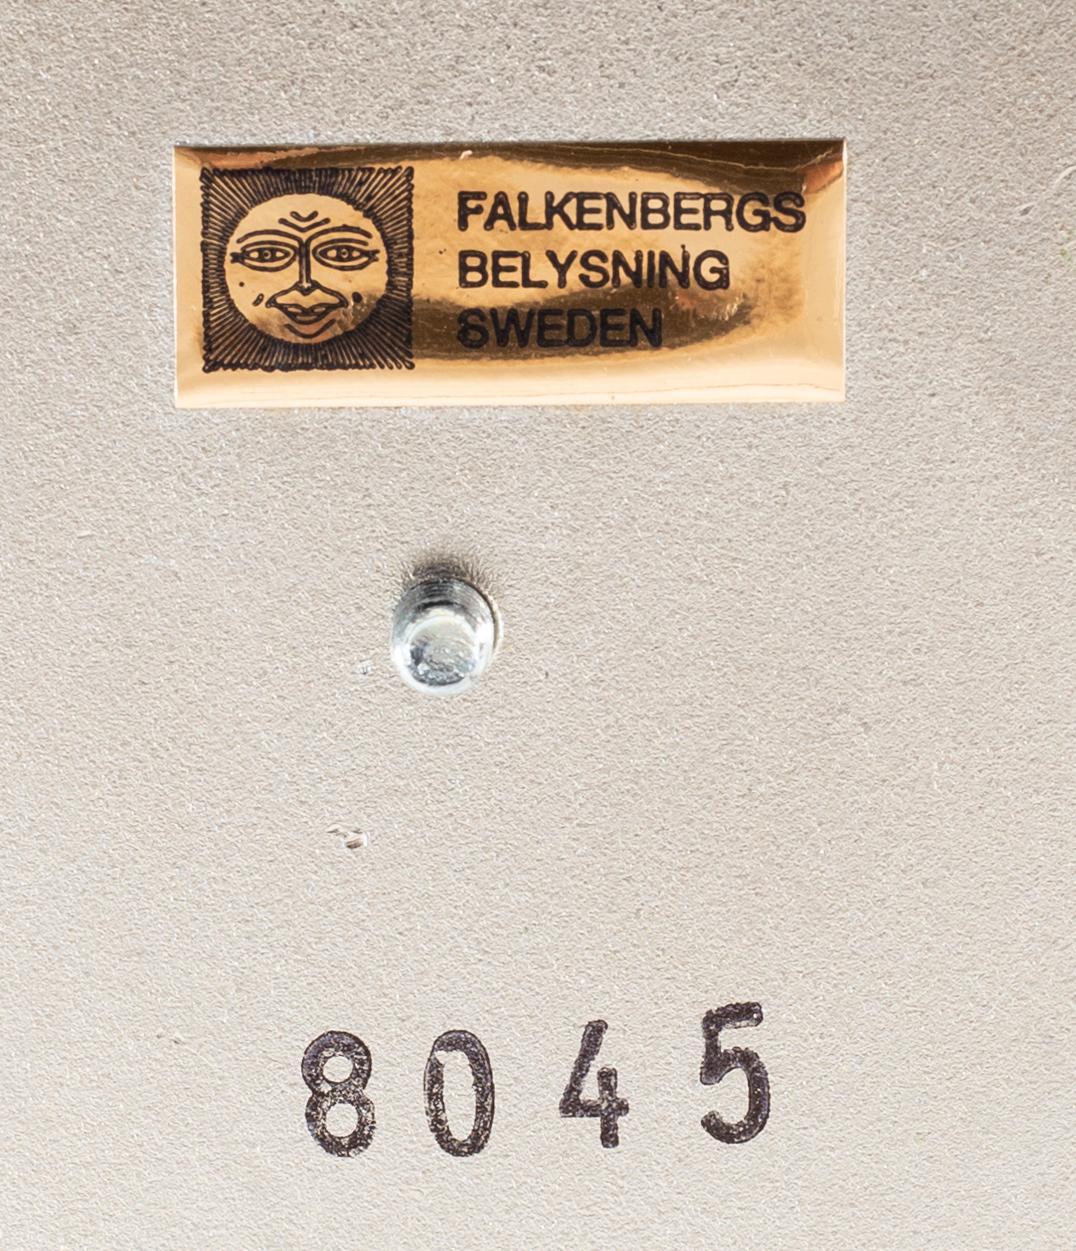 FALKENBERGS
BELYSNING
SWEDEN
8045